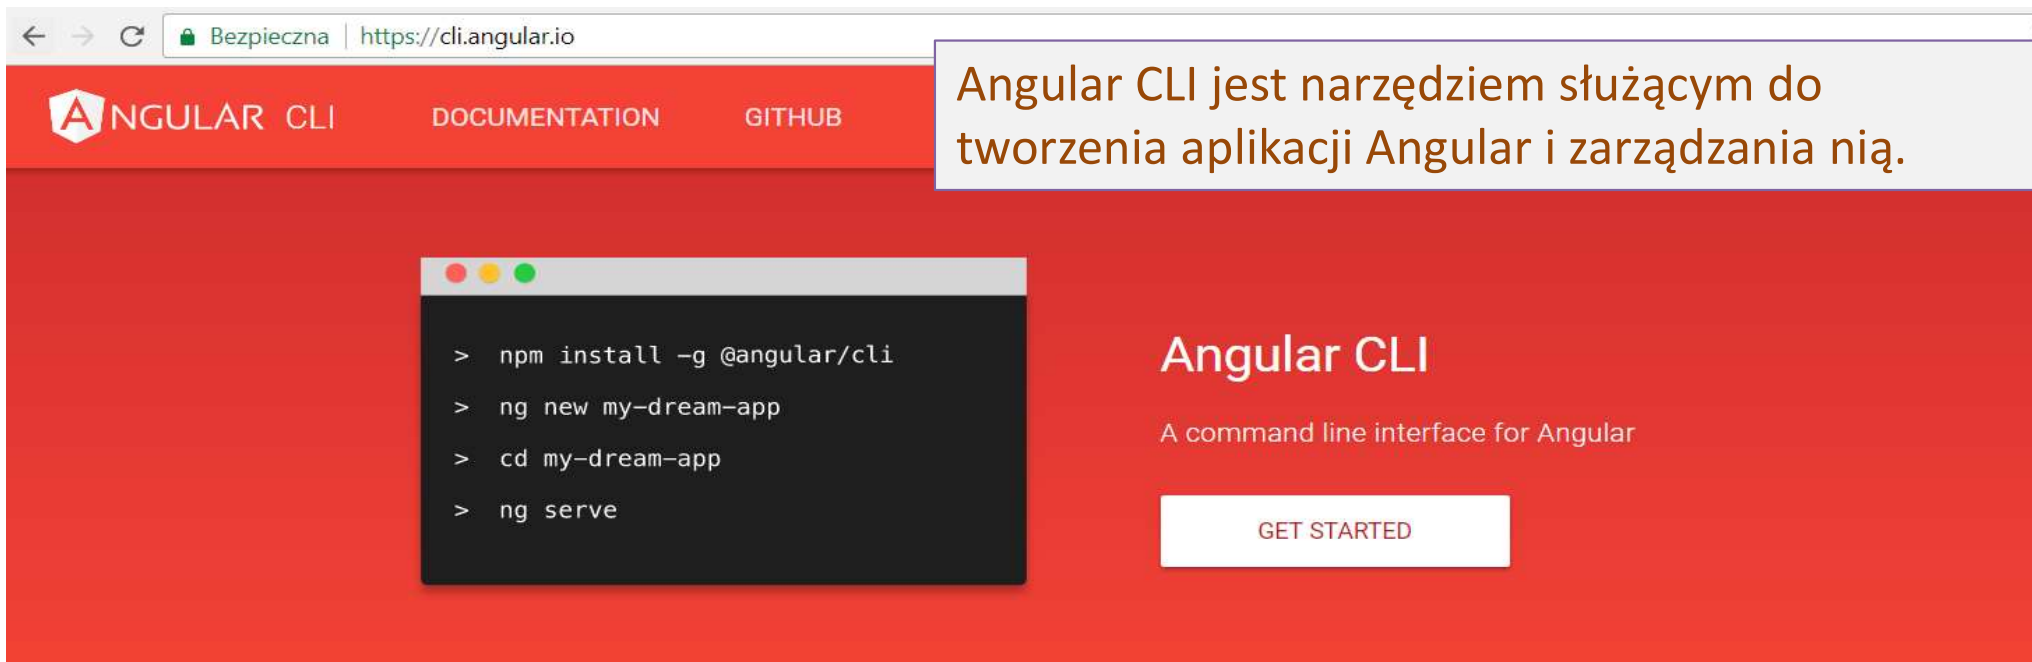 Bezpieczna | https://cli.angular.io
Angular CLI jest narzędziem służącym do
tworzenia aplikacji Angular i zarządzania nią.
ANGULAR CLI
DOCUMENTATION
GITHUB
> npm install -g @angular/cli
> ng new my-dream-app
> cd my-dream-app
> ng serve
Angular CLI
A command line interface for Angular
GET STARTED